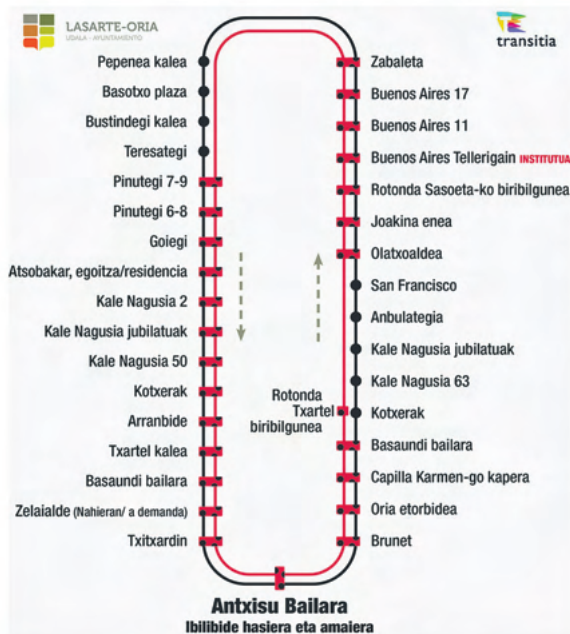 LASARTE-ORIA
UDALA - AYUNTAMIENTO
transitia
Pepenea kalea
Basotxo plaza
Bustindegi kalea
Teresategi
Pinutegi 7-9
Pinutegi 6-8
Goiegi
Atsobakar, egoitza/residencia
Kale Nagusia 2
Kale Nagusia jubilatuak
Kale Nagusia 50
Kotxerak
Arranbide
Txartel kalea
Basaundi bailara
Zelaialde (Nahieran/ a demanda)
Txitxardin
Zabaleta
Buenos Aires 17
Buenos Aires 11
Buenos Aires Tellerigain INSTITUTUA
Rotonda Sasoeta-ko biribilgunea
Joakina enea
Olatxoaldea
San Francisco
Anbulategia
Kale Nagusia jubilatuak
Kale Nagusia 63
Kotxerak
Rotonda
Txartel
biribilgunea
Basaundi bailara
Capilla Karmen-go kapera
Oria etorbidea
Brunet
Antxisu Bailara
Ibilibide hasiera eta amaiera